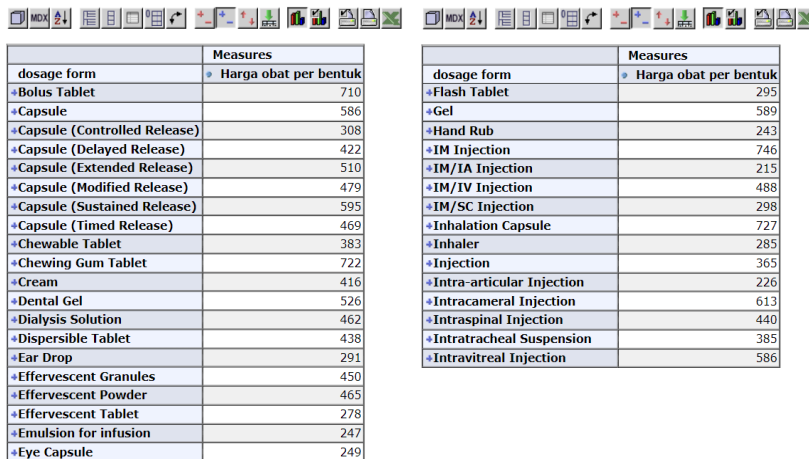 MDX
Measures
dosage form Harga obat per bentuk
+Bolus Tablet 710
+Capsule 586
+Capsule (Controlled Release) 308
+Capsule (Delayed Release) 422
+Capsule (Extended Release) 510
+Capsule (Modified Release) 479
+Capsule (Sustained Release) 595
+Capsule (Timed Release) 469
+Chewable Tablet 383
+Chewing Gum Tablet 722
+Cream 416
+Dental Gel 526
+Dialysis Solution 462
+Dispersible Tablet 438
+Ear Drop 291
+Effervescent Granules 450
+Effervescent Powder 465
+Effervescent Tablet 278
+Emulsion for infusion 247
+Eye Capsule 249
MDX
Measures
dosage form Harga obat per bentuk
+Flash Tablet 295
+Gel 589
+Hand Rub 243
+IM Injection 746
+IM/IA Injection 215
+IM/IV Injection 488
+IM/SC Injection 298
+Inhalation Capsule 727
+Inhaler 285
+Injection 365
+Intra-articular Injection 226
+Intracameral Injection 613
+Intraspinal Injection 440
+Intratracheal Suspension 385
+Intravitreal Injection 586